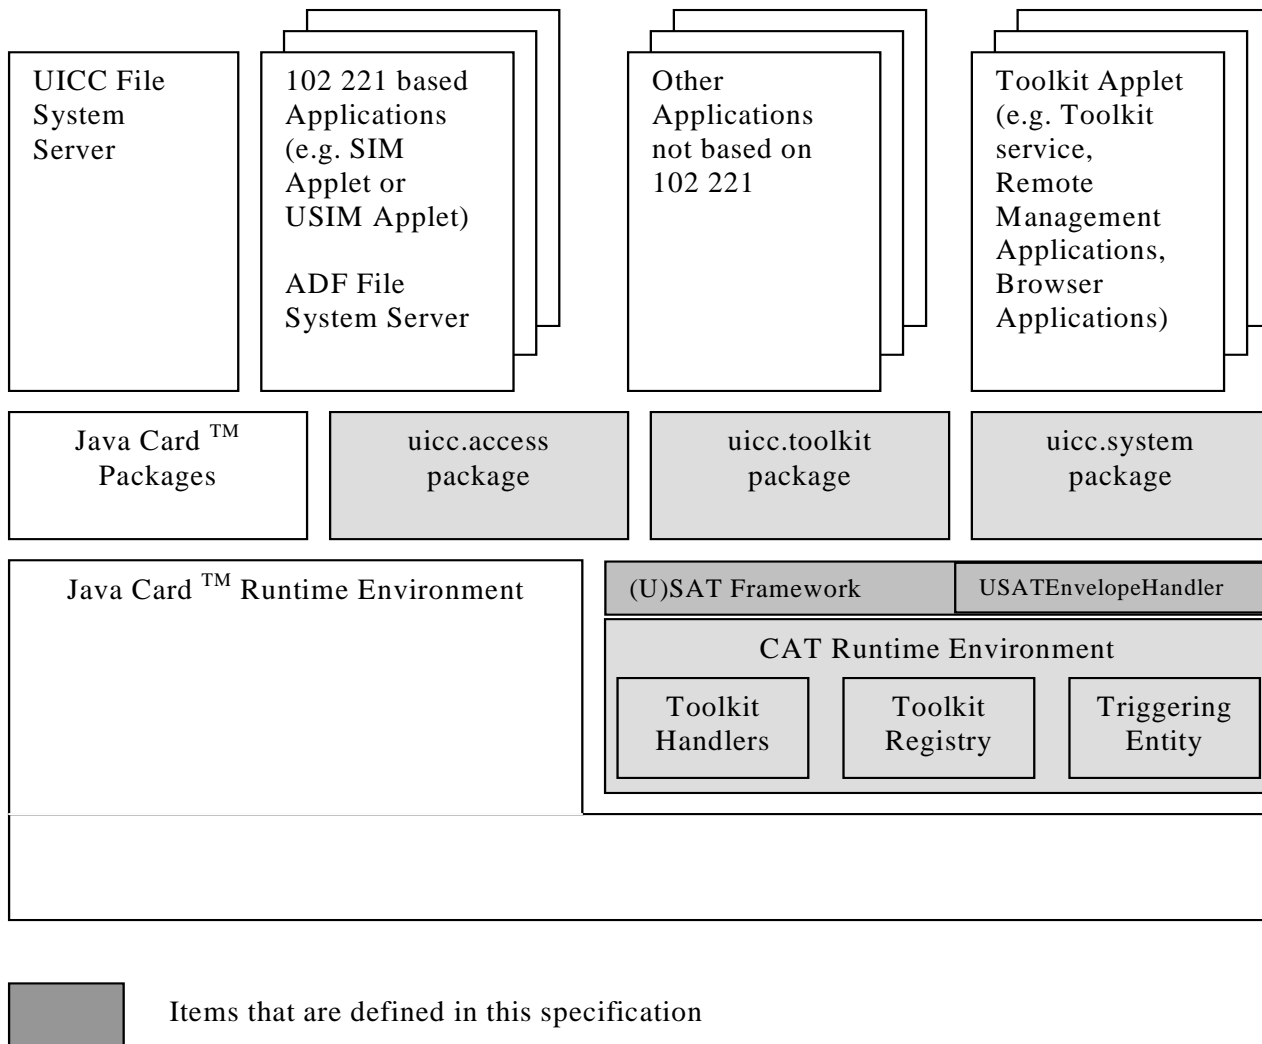 UICC File
System
Server
102 221 based
Applications
(e.g. SIM
Applet or
USIM Applet)
ADF File
System Server
Other
Applications
not based on
102 221
Toolkit Applet
(e.g. Toolkit
service,
Remote
Management
Applications,
Browser
Applications)
Java Card TM
Packages
uicc.access
package
uicc.toolkit
package
uicc.system
package
Java Card TM Runtime Environment
(U)SAT Framework
USATEnvelopeHandler
CAT Runtime Environment
Toolkit
Handlers
Toolkit
Registry
Triggering
Entity
Items that are defined in this specification